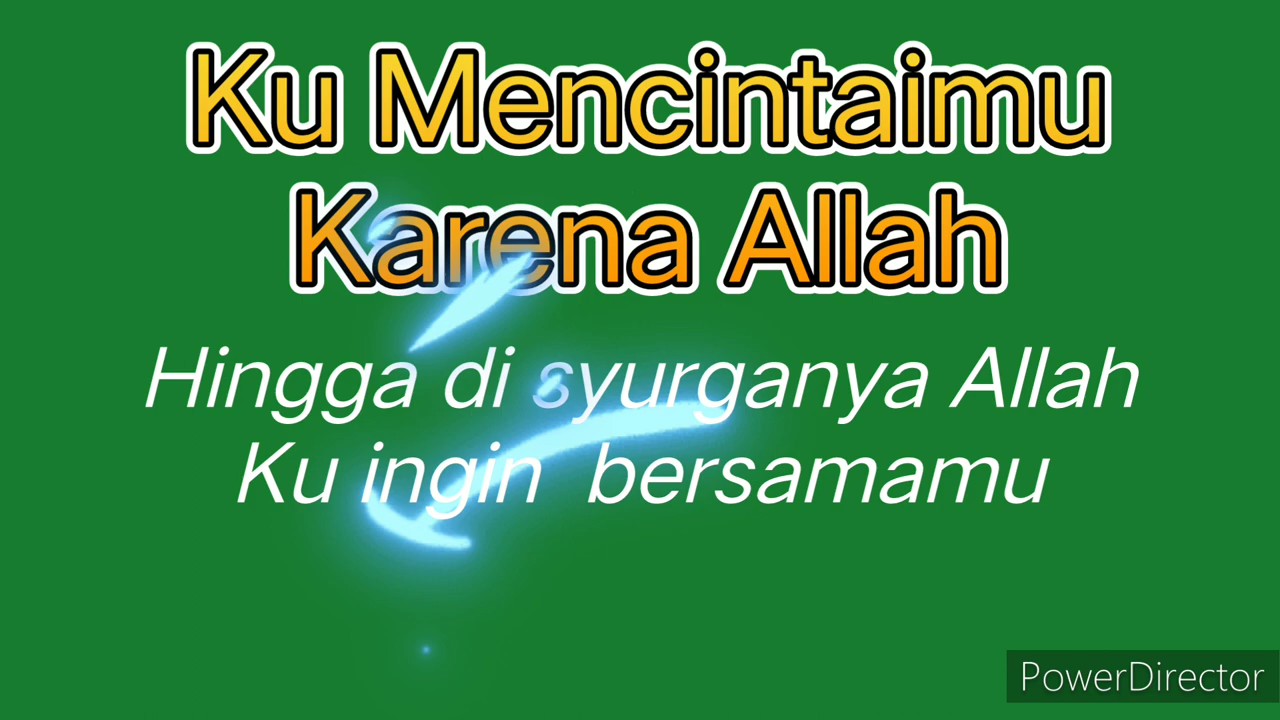 Ku Mencintaimu
Karena Allah
Hingga di syurganya Allah
Ku ingin bersamamu
PowerDirector